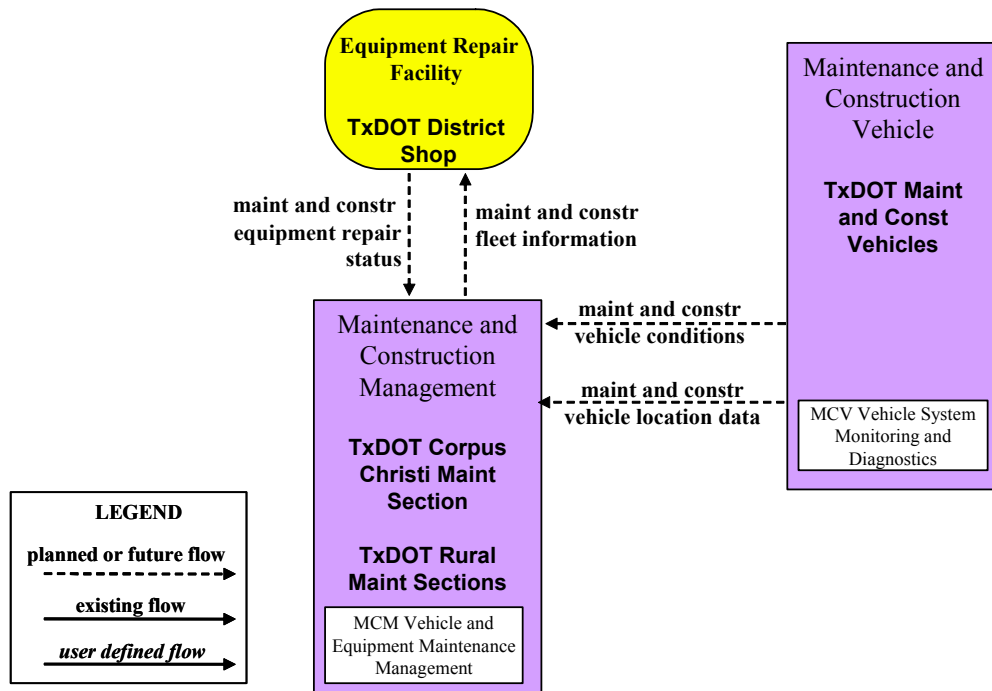 Equipment Repair
Facility
TxDOT District
Shop
maint and constr
equipment repair
status
maint and constr
fleet information
Maintenance and
Construction
Vehicle
TxDOT Maint
and Const
Vehicles
MCV Vehicle System
Monitoring and
Diagnostics
maint and constr
vehicle conditions
maint and constr
vehicle location data
Maintenance and
Construction
Management
TxDOT Corpus
Christi Maint
Section
TxDOT Rural
Maint Sections
MCM Vehicle and
Equipment Maintenance
Management
LEGEND
planned or future flow
existing flow
user defined flow